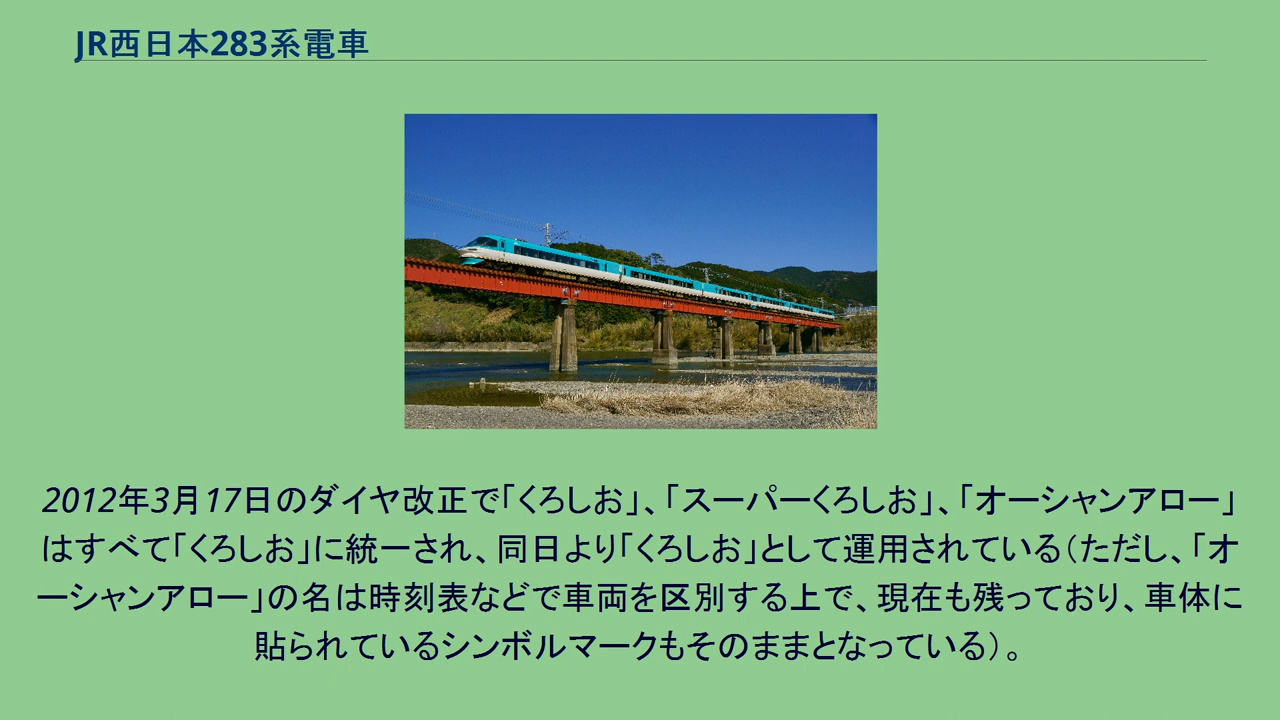 JR西日本283系電車
2012年3月17日のダイヤ改正で「くろしお」、「スーパーくろしお」、「オーシャンアロー」
はすべて「くろしお」に統一され、同日より「くろしお」として運用されている（ただし、「オ
ーシャンアロー」の名は時刻表などで車両を区別する上で、現在も残っており、車体に
貼られているシンボルマークもそのままとなっている）。